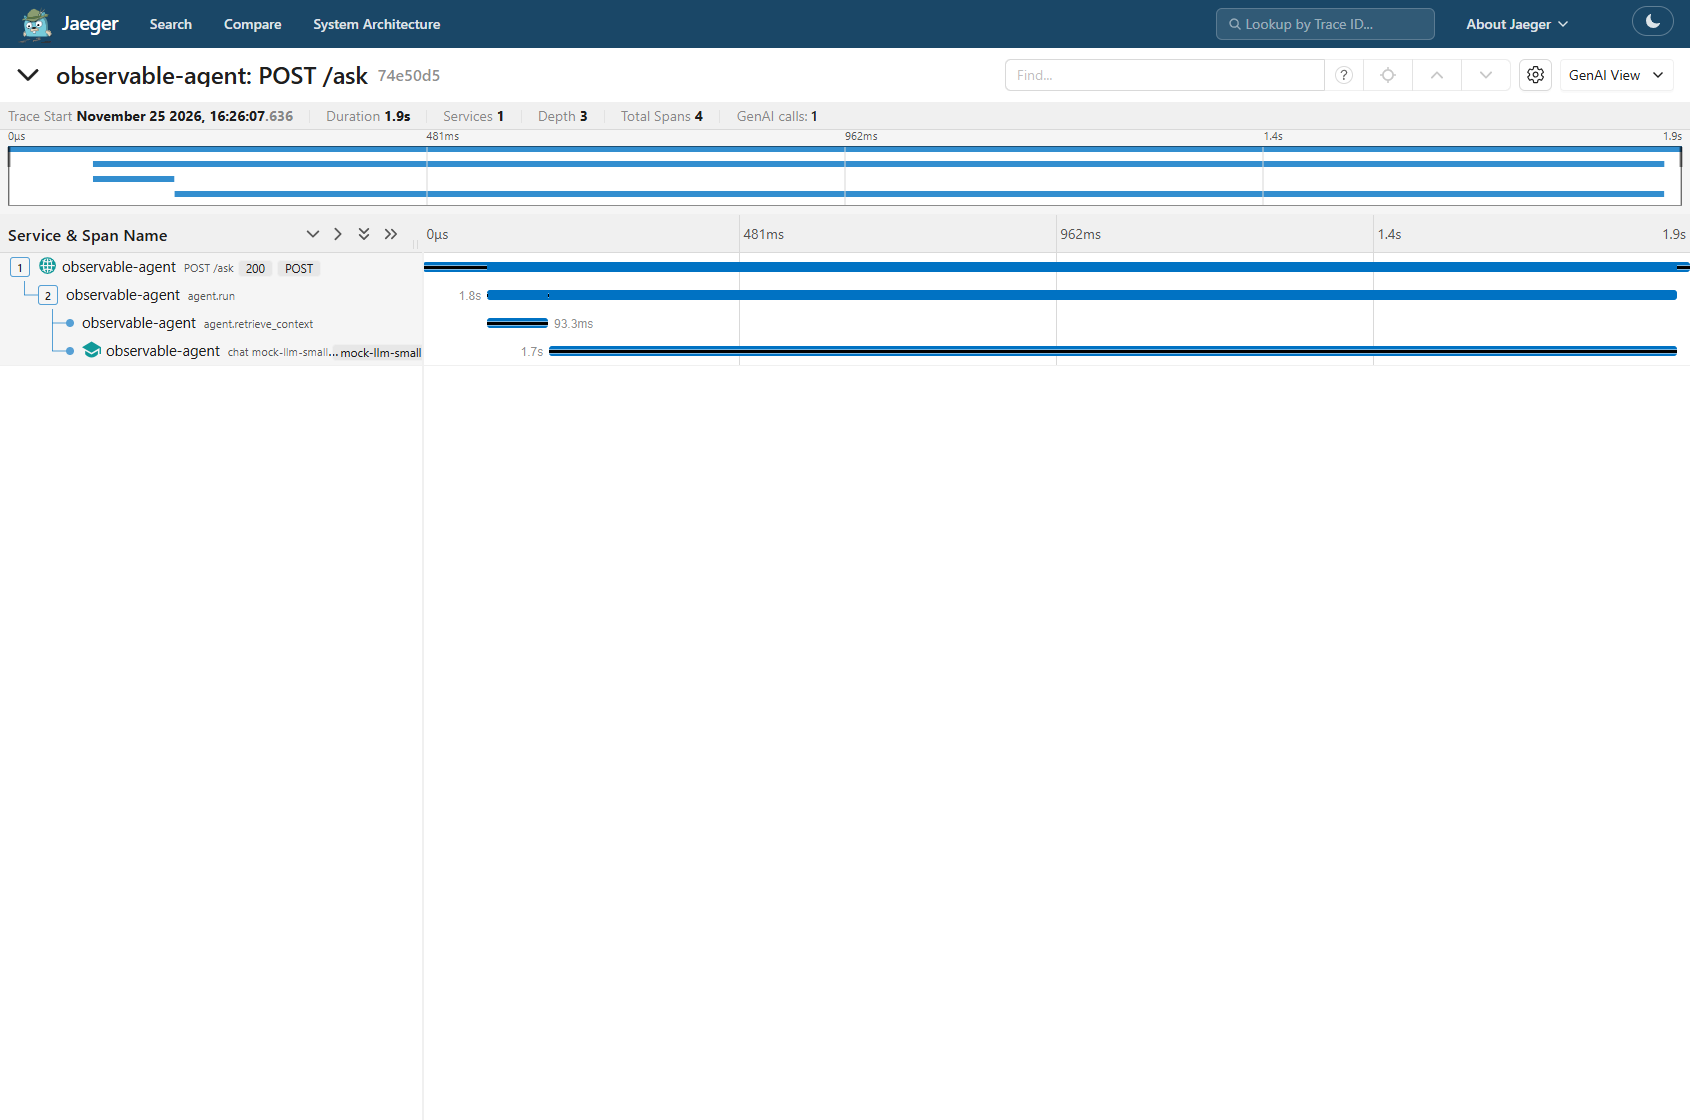 Jaeger Search Compare System Architecture Lookup by Trace ID... About Jaeger
observable-agent: POST /ask 74e50d5 Find... ? GenAI View
Trace Start November 25 2026, 16:26:07.636 Duration 1.9s Services 1 Depth 3 Total Spans 4 GenAI calls: 1
0μs 481ms 962ms 1.4s 1.9s
Service & Span Name 0μs 481ms 962ms 1.4s 1.9s
1 observable-agent POST /ask 200 POST
2 observable-agent agent.run 1.8s
observable-agent agent.retrieve_context 93.3ms
observable-agent chat mock-llm-small... mock-llm-small 1.7s